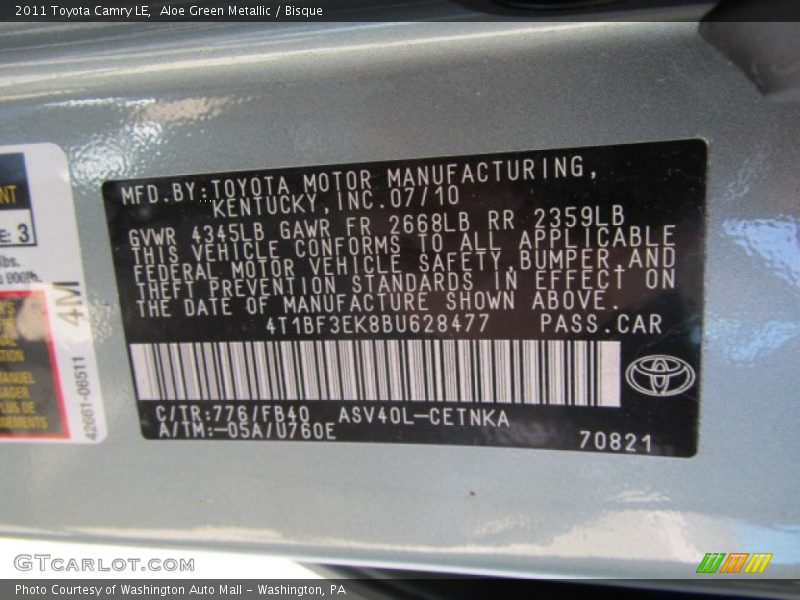 2011 Toyota Camry LE, Aloe Green Metallic / Bisque
MFD.BY:TOYOTA MOTOR MANUFACTURING,
KENTUCKY, INC.07/10
GVWR 4345LB GAWR FR 2668LB RR 2359LB
THIS VEHICLE CONFORMS TO ALL APPLICABLE
FEDERAL MOTOR VEHICLE SAFETY,BUMPER,AND
THEFT PREVENTION STANDARDS IN EFFECT ON
THE DATE OF MANUFACTURE SHOWN ABOVE.
4T1BF3EK8BU628477 PASS.CAR
C/TR:776/FB40 ASV40L-CETNKA
A/TM:-05A/U760E
70821
NT
E: 3
lbs.
4M
42661-06511
GTCARLOT.COM
Photo Courtesy of Washington Auto Mall - Washington, PA